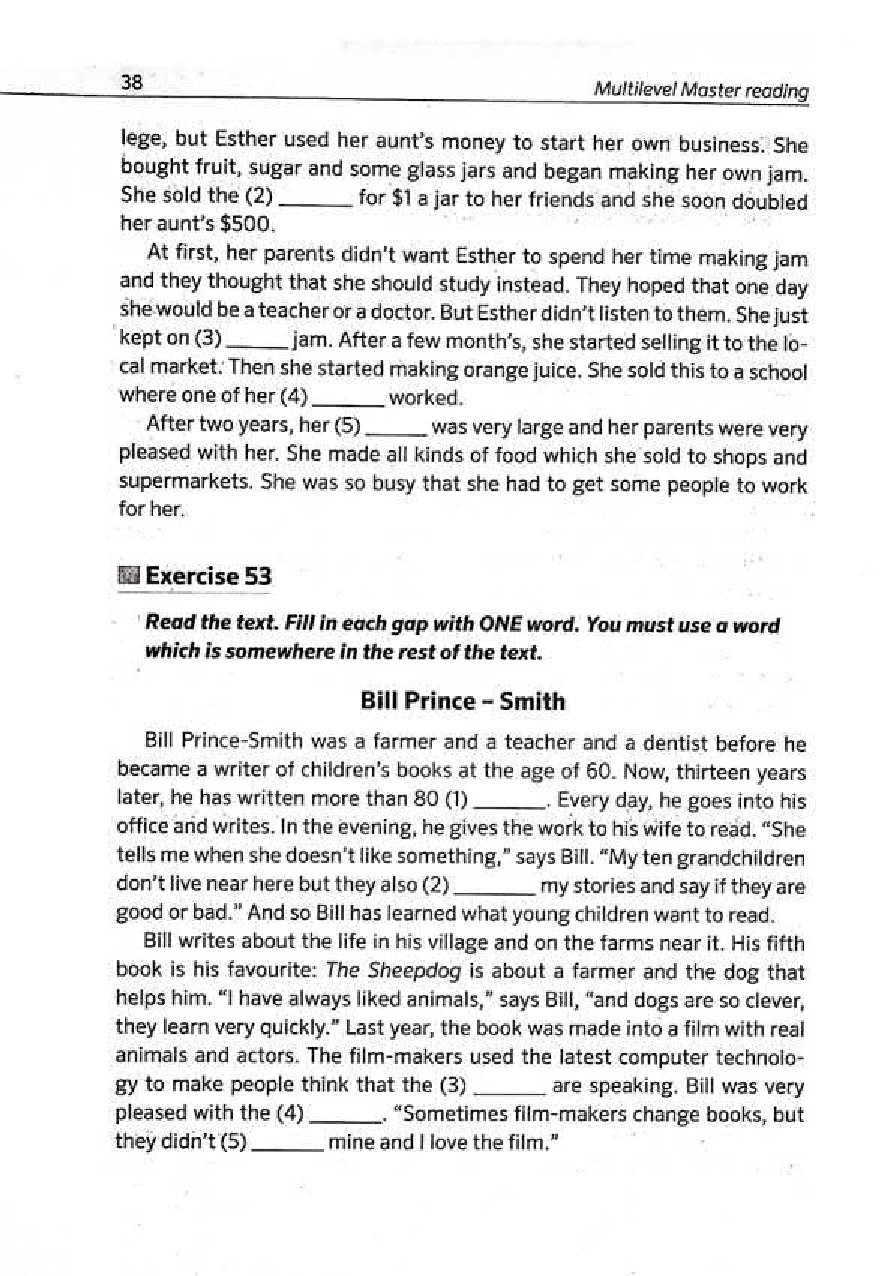 38
Multilevel Master reading
lege, but Esther used her aunt's money to start her own business. She
bought fruit, sugar and some glass jars and began making her own jam.
She sold the (2) _______ for $1 a jar to her friends and she soon doubled
her aunt's $500.
At first, her parents didn't want Esther to spend her time making jam
and they thought that she should study instead. They hoped that one day
she would be a teacher or a doctor. But Esther didn't listen to them. She just
kept on (3) ______ jam. After a few month's, she started selling it to the lo-
cal market. Then she started making orange juice. She sold this to a school
where one of her (4) _______ worked.
After two years, her (5) ______ was very large and her parents were very
pleased with her. She made all kinds of food which she sold to shops and
supermarkets. She was so busy that she had to get some people to work
for her.
Exercise 53
Read the text. Fill in each gap with ONE word. You must use a word
which is somewhere in the rest of the text.
Bill Prince – Smith
Bill Prince-Smith was a farmer and a teacher and a dentist before he
became a writer of children's books at the age of 60. Now, thirteen years
later, he has written more than 80 (1) _______. Every day, he goes into his
office and writes. In the evening, he gives the work to his wife to read. "She
tells me when she doesn't like something," says Bill. "My ten grandchildren
don't live near here but they also (2) ________ my stories and say if they are
good or bad." And so Bill has learned what young children want to read.
Bill writes about the life in his village and on the farms near it. His fifth
book is his favourite: The Sheepdog is about a farmer and the dog that
helps him. "I have always liked animals," says Bill, "and dogs are so clever,
they learn very quickly." Last year, the book was made into a film with real
animals and actors. The film-makers used the latest computer technolo-
gy to make people think that the (3) _______ are speaking. Bill was very
pleased with the (4) _______. "Sometimes film-makers change books, but
they didn't (5) _______ mine and I love the film."